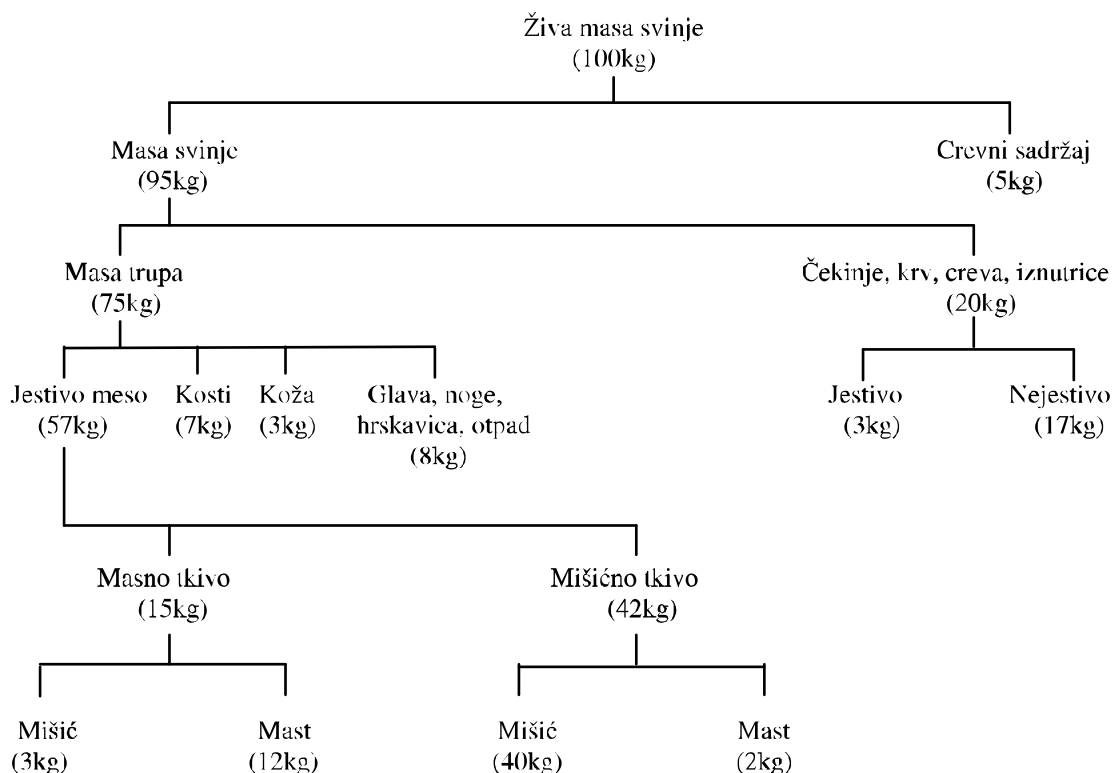 Živa masa svinje
(100kg)
Masa svinje
(95kg)
Crevni sadržaj
(5kg)
Masa trupa
(75kg)
Čekinje, krv, creva, iznutrice
(20kg)
Jestivo meso
(57kg)
Kosti
(7kg)
Koža
(3kg)
Glava, noge,
hrskavica, otpad
(8kg)
Jestivo
(3kg)
Nejestivo
(17kg)
Masno tkivo
(15kg)
Mišićno tkivo
(42kg)
Mišić
(3kg)
Mast
(12kg)
Mišić
(40kg)
Mast
(2kg)